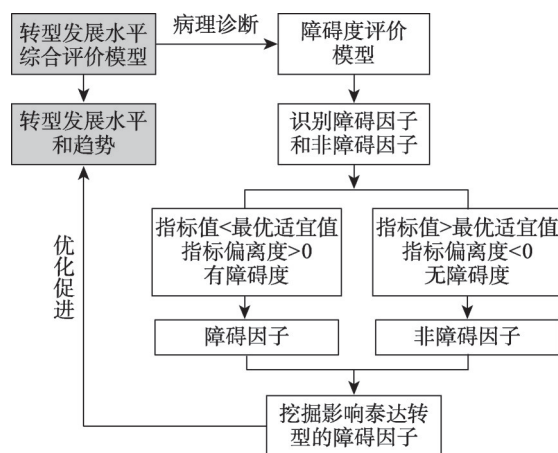 转型发展水平
综合评价模型
病理诊断
障碍度评价
模型
转型发展水平
和趋势
识别障碍因子
和非障碍因子
指标值<最优适宜值
指标偏离度>0
有障碍度
指标值>最优适宜值
指标偏离度<0
无障碍度
优化促进
障碍因子
非障碍因子
挖掘影响泰达转
型的障碍因子